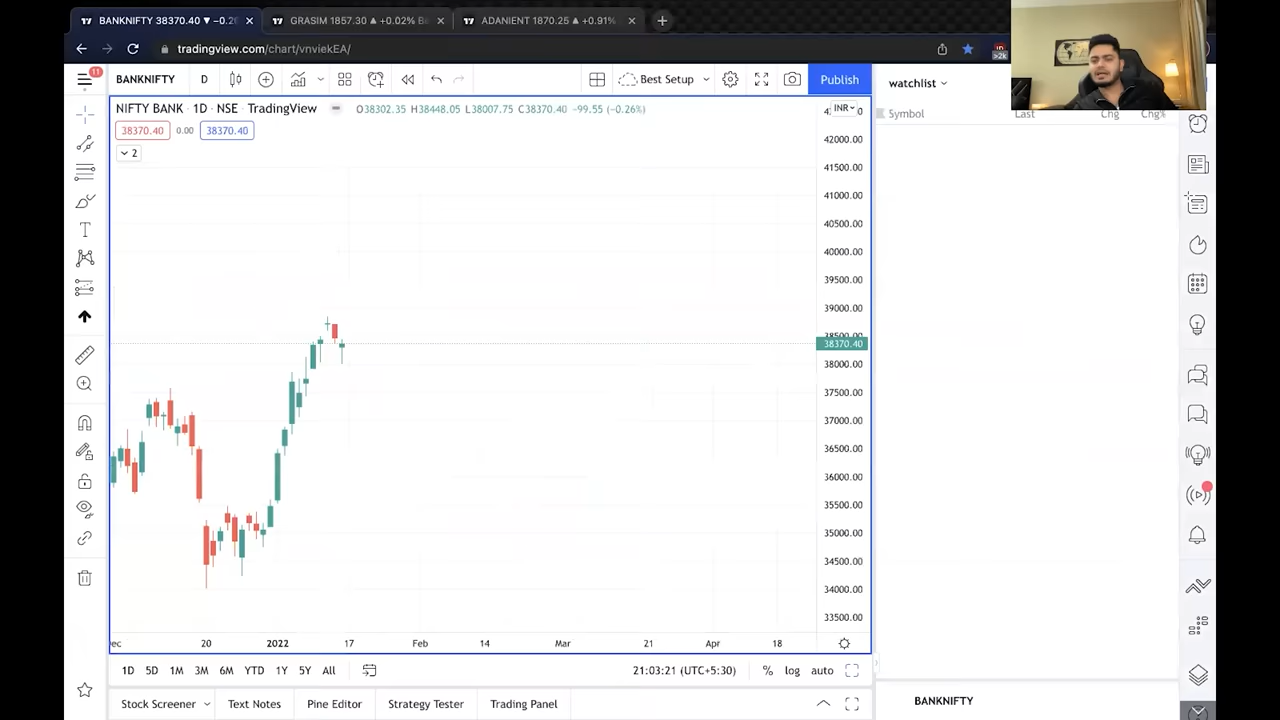 BANKNIFTY 38370.40 ▼ −0.26
GRASIM 1857.30 ▲ +0.02%
ADANIENT 1870.25 ▲ +0.91%
tradingview.com/chart/vnviekEA/
>2k
11
BANKNIFTY
D
Best Setup
Publish
watchlist
NIFTY BANK · 1D · NSE · TradingView
O38302.35 H38448.05 L38007.75 C38370.40 −99.55 (−0.26%)
INR
Symbol
Last
Chg
Chg%
38370.40
0.00
38370.40
2
42000.00
41500.00
41000.00
40500.00
40000.00
39500.00
39000.00
38500.00
38370.40
38000.00
37500.00
37000.00
36500.00
36000.00
35500.00
35000.00
34500.00
34000.00
33500.00
20
2022
17
Feb
14
Mar
21
Apr
18
1D
5D
1M
3M
6M
YTD
1Y
5Y
All
21:03:21 (UTC+5:30)
%
log
auto
Stock Screener
Text Notes
Pine Editor
Strategy Tester
Trading Panel
BANKNIFTY